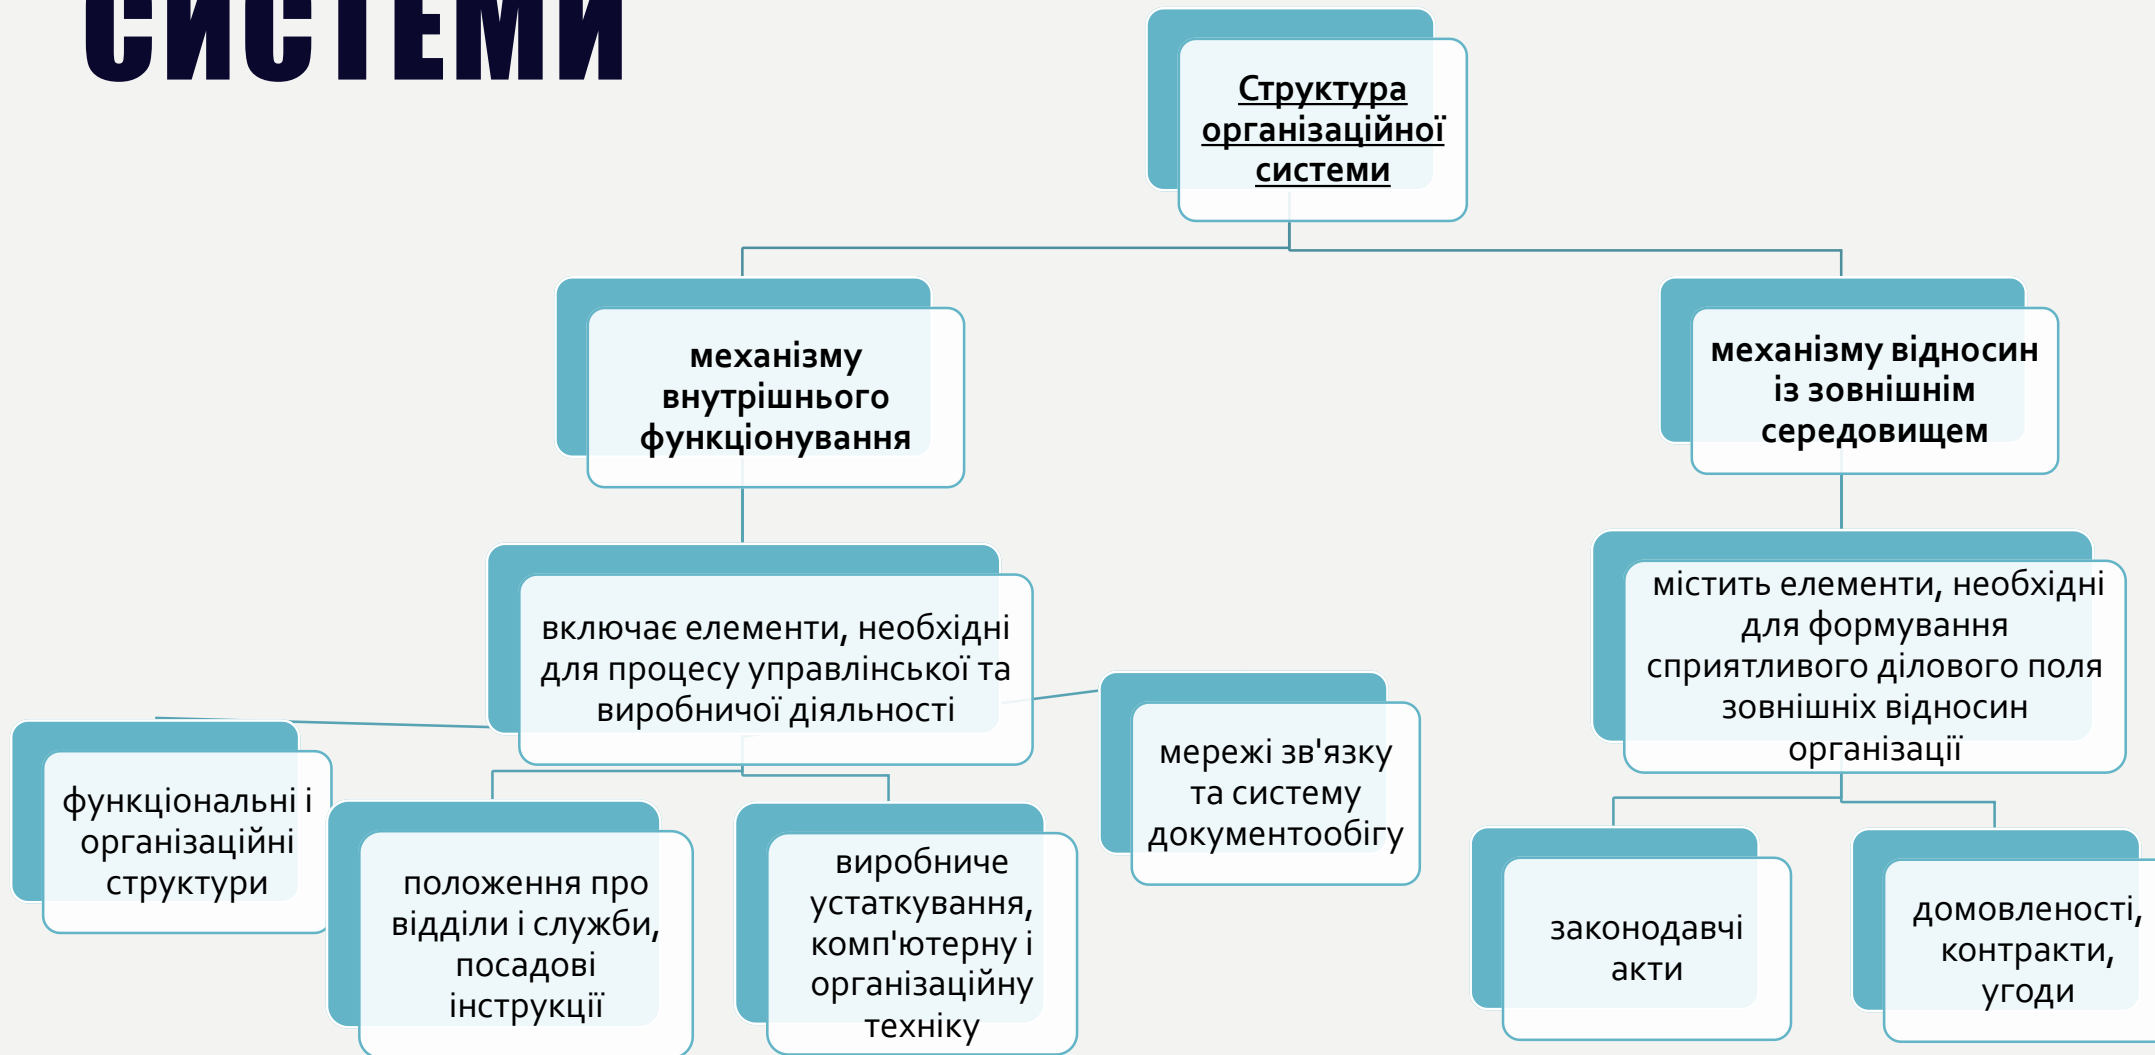 СИСТЕМИ
Структура
організаційної
системи
механізму
внутрішнього
функціонування
механізму відносин
із зовнішнім
середовищем
включає елементи, необхідні
для процесу управлінської та
виробничої діяльності
містить елементи, необхідні
для формування
сприятливого ділового поля
зовнішніх відносин
організації
функціональні і
організаційні
структури
положення про
відділи і служби,
посадові
інструкції
виробниче
устаткування,
комп'ютерну і
організаційну
техніку
мережі зв'язку
та систему
документообігу
законодавчі
акти
домовленості,
контракти,
угоди